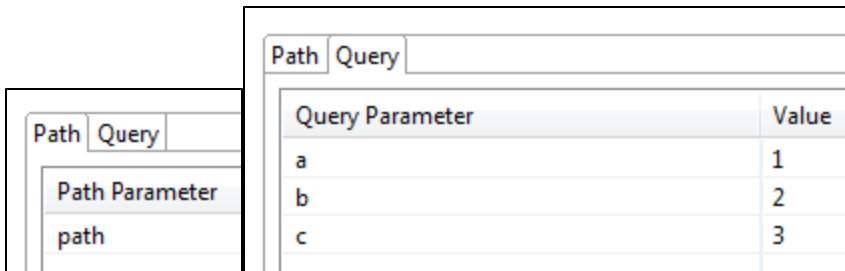 Path Query
Path Parameter
path
Path Query
Query Parameter Value
a 1
b 2
c 3